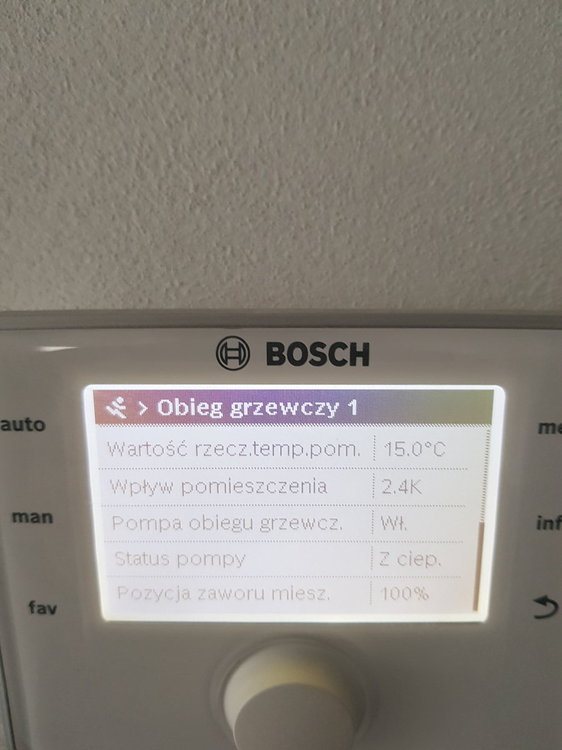 BOSCH
> Obieg grzewczy 1
auto
Wartość rzecz.temp.pom. 15.0°C
me
Wpływ pomieszczenia 2.4K
man
Pompa obiegu grzewcz. Wł.
inf
Status pompy Z ciep.
fav
Pozycja zaworu miesz. 100%